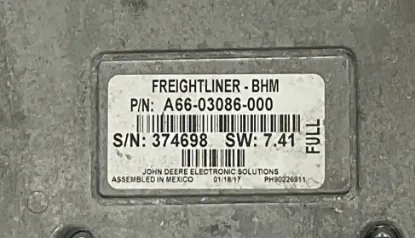 FREIGHTLINER - BHM
P/N: A66-03086-000
S/N: 374698 SW: 7.41
FULL
JOHN DEERE ELECTRONIC SOLUTIONS
ASSEMBLED IN MEXICO 01/18/17